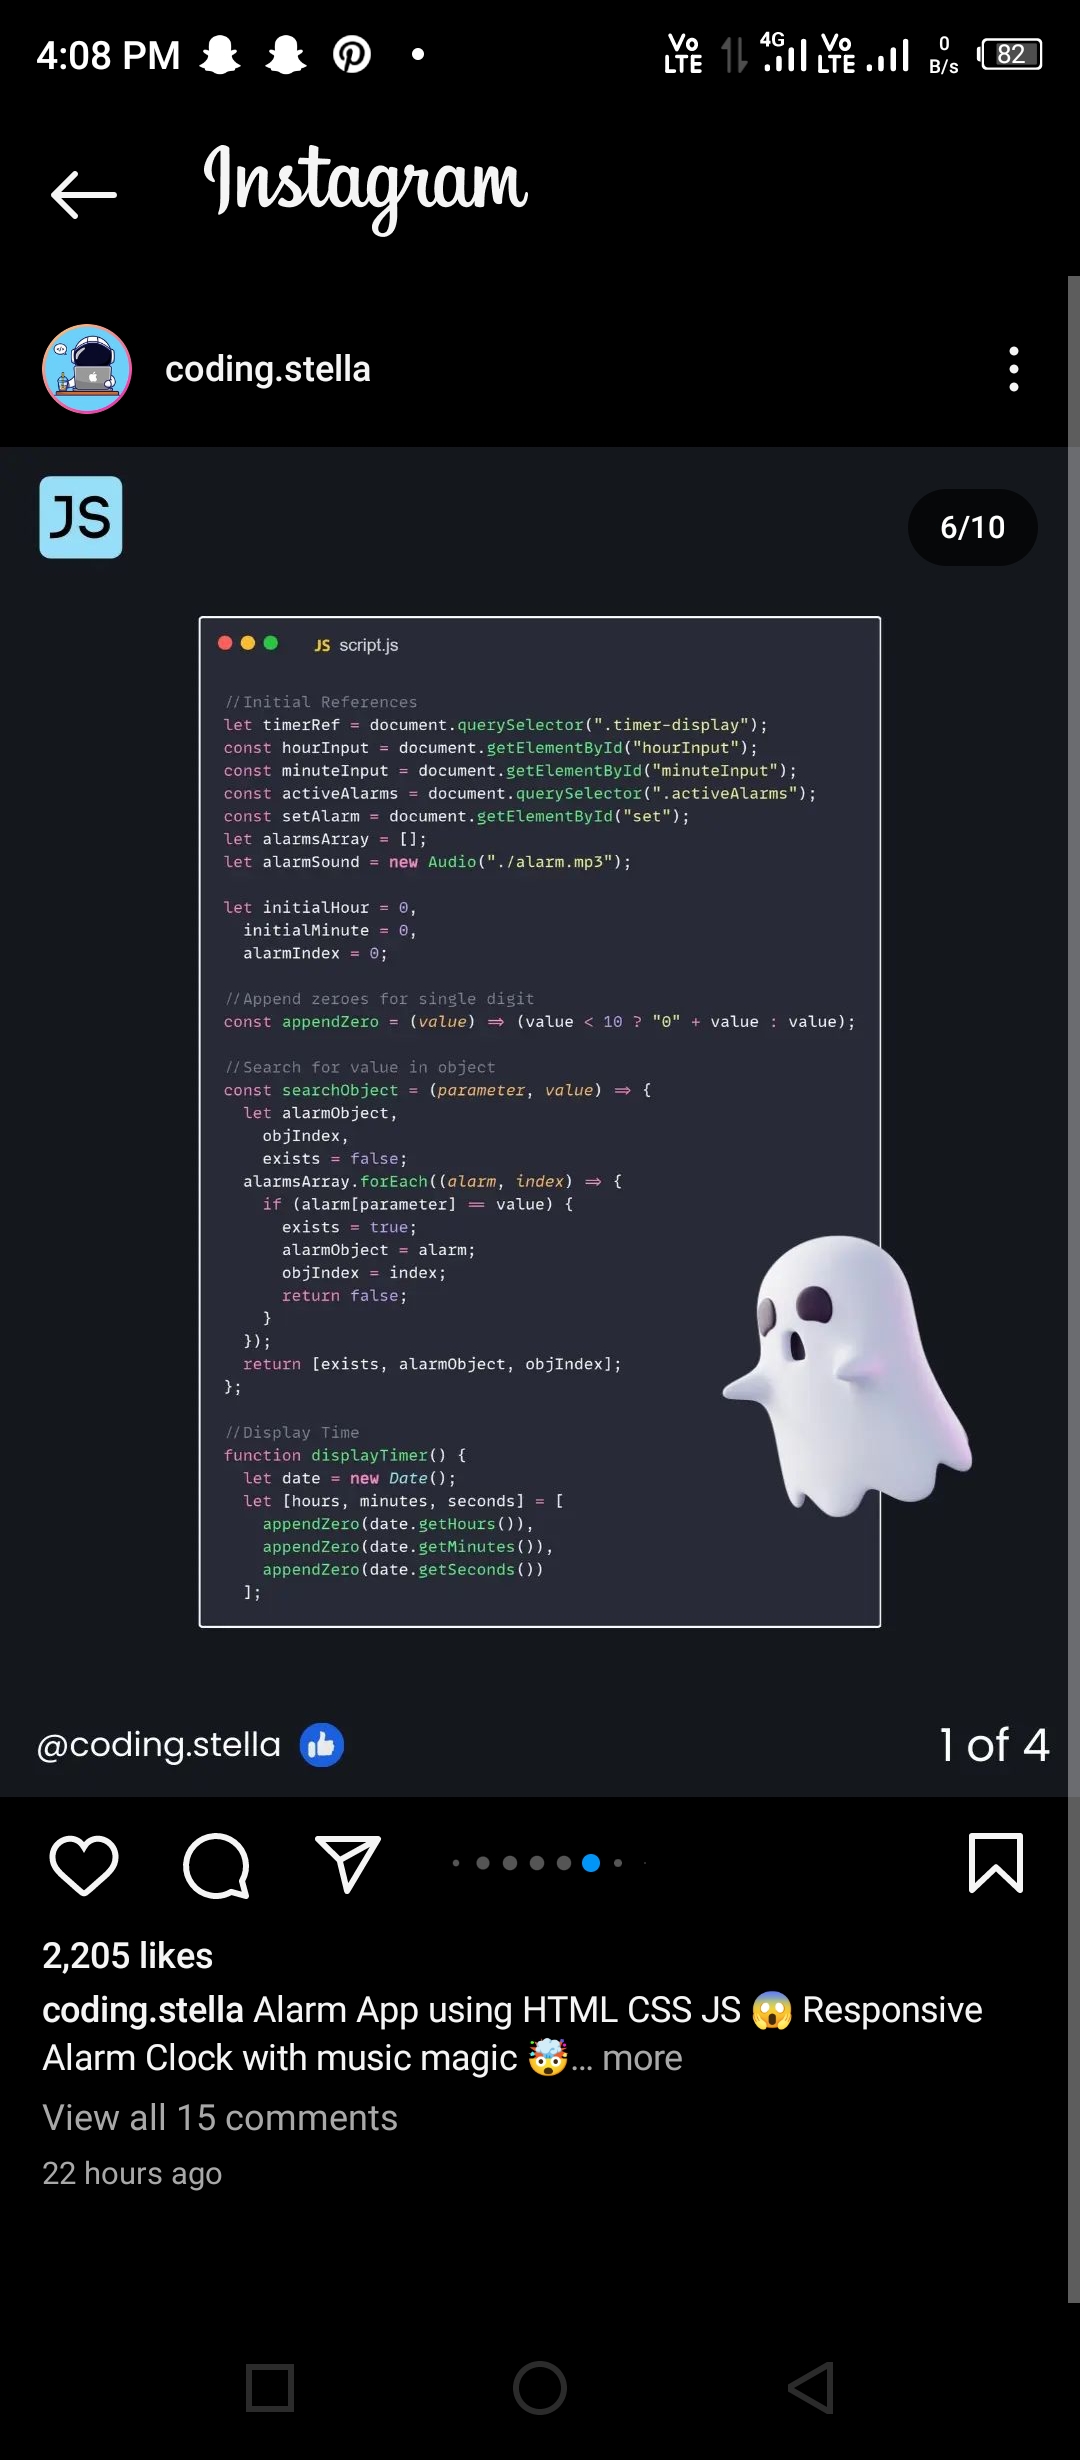 4:08 PM
Vo LTE 4G Vo LTE 0 B/s 82
Instagram
coding.stella
JS
6/10
JS script.js
//Initial References
let timerRef = document.querySelector(".timer-display");
const hourInput = document.getElementById("hourInput");
const minuteInput = document.getElementById("minuteInput");
const activeAlarms = document.querySelector(".activeAlarms");
const setAlarm = document.getElementById("set");
let alarmsArray = [];
let alarmSound = new Audio("./alarm.mp3");
let initialHour = 0,
initialMinute = 0,
alarmIndex = 0;
//Append zeroes for single digit
const appendZero = (value) => (value < 10 ? "0" + value : value);
//Search for value in object
const searchObject = (parameter, value) => {
let alarmObject,
objIndex,
exists = false;
alarmsArray.forEach((alarm, index) => {
if (alarm[parameter] == value) {
exists = true;
alarmObject = alarm;
objIndex = index;
return false;
}
});
return [exists, alarmObject, objIndex];
};
//Display Time
function displayTimer() {
let date = new Date();
let [hours, minutes, seconds] = [
appendZero(date.getHours()),
appendZero(date.getMinutes()),
appendZero(date.getSeconds())
];
@coding.stella
1 of 4
2,205 likes
coding.stella Alarm App using HTML CSS JS 😱 Responsive
Alarm Clock with music magic 🤯... more
View all 15 comments
22 hours ago